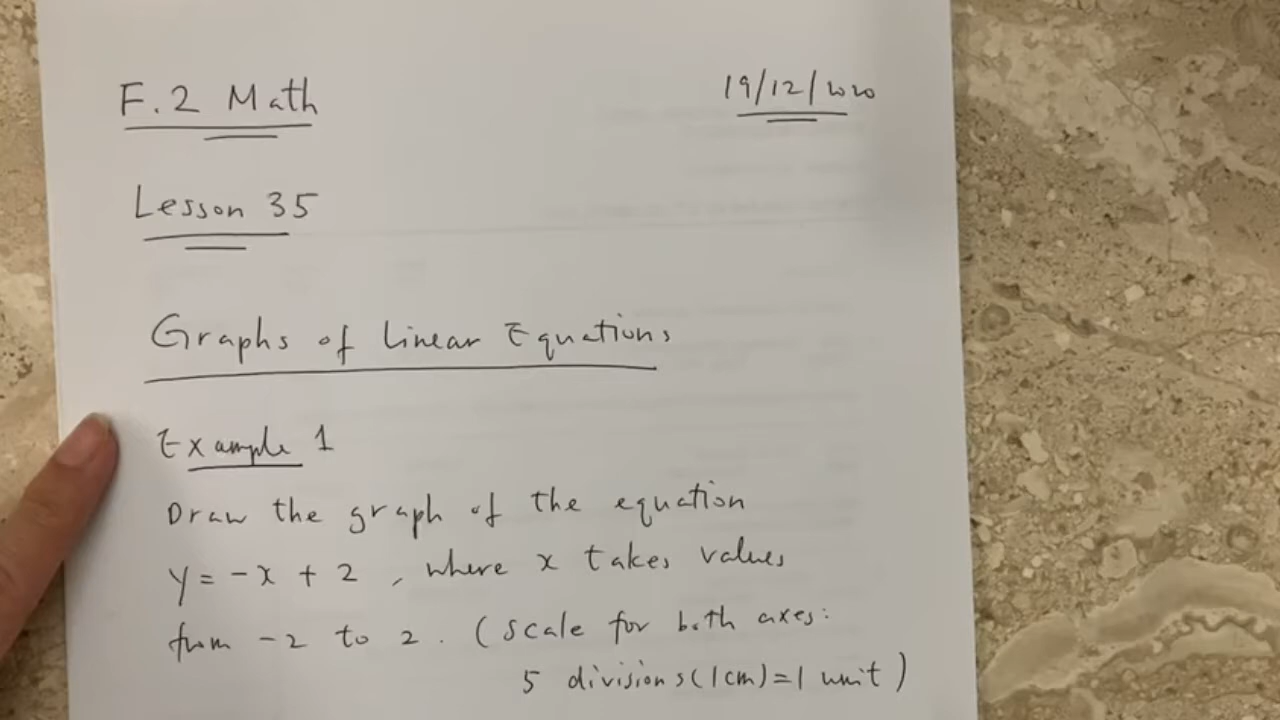 F.2 Math
19/12/2020
Lesson 35
Graphs of Linear Equations
Example 1
Draw the graph of the equation
y = -x + 2 , where x takes values
from -2 to 2. (Scale for both axes:
5 divisions (1cm) = 1 unit)